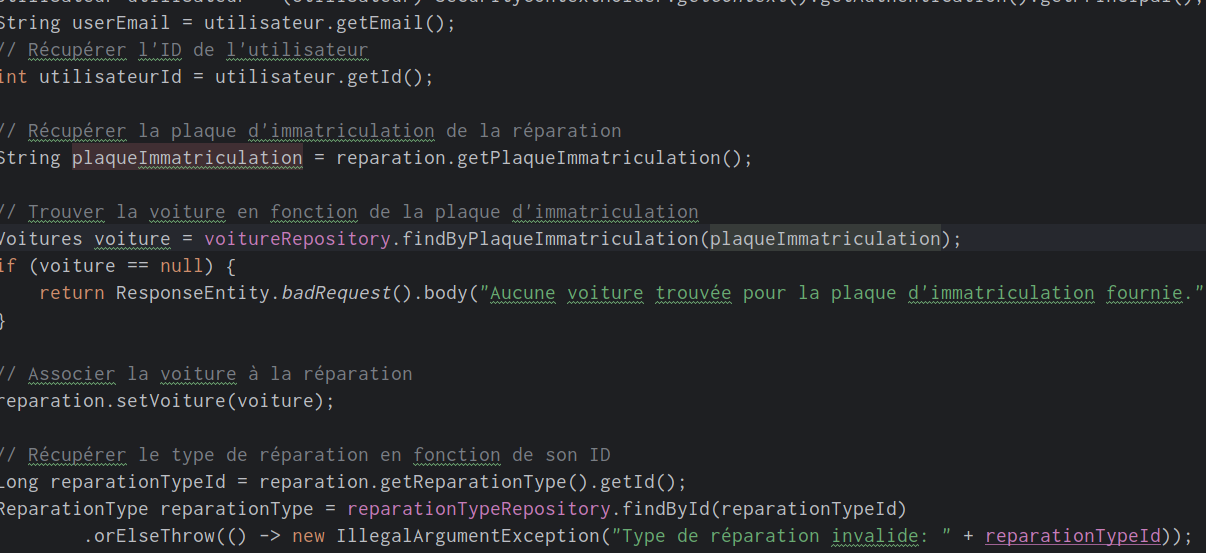 String userEmail = utilisateur.getEmail();
// Récupérer l'ID de l'utilisateur
int utilisateurId = utilisateur.getId();
// Récupérer la plaque d'immatriculation de la réparation
String plaqueImmatriculation = reparation.getPlaqueImmatriculation();
// Trouver la voiture en fonction de la plaque d'immatriculation
Voitures voiture = voitureRepository.findByPlaqueImmatriculation(plaqueImmatriculation);
if (voiture == null) {
return ResponseEntity.badRequest().body("Aucune voiture trouvée pour la plaque d'immatriculation fournie."
}
// Associer la voiture à la réparation
reparation.setVoiture(voiture);
// Récupérer le type de réparation en fonction de son ID
Long reparationTypeId = reparation.getReparationType().getId();
ReparationType reparationType = reparationTypeRepository.findById(reparationTypeId)
.orElseThrow(() -> new IllegalArgumentException("Type de réparation invalide: " + reparationTypeId));